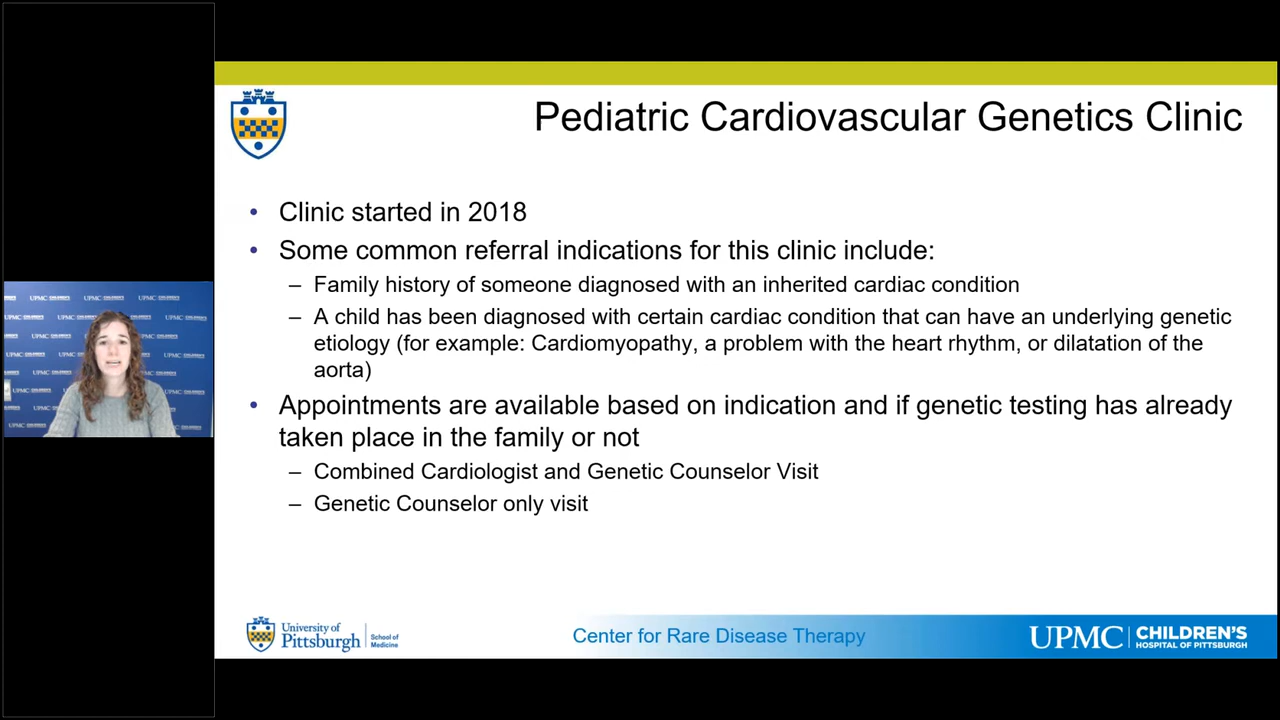 Pediatric Cardiovascular Genetics Clinic
• Clinic started in 2018
• Some common referral indications for this clinic include:
– Family history of someone diagnosed with an inherited cardiac condition
– A child has been diagnosed with certain cardiac condition that can have an underlying genetic
etiology (for example: Cardiomyopathy, a problem with the heart rhythm, or dilatation of the
aorta)
• Appointments are available based on indication and if genetic testing has already
taken place in the family or not
– Combined Cardiologist and Genetic Counselor Visit
– Genetic Counselor only visit
University of
Pittsburgh
School of
Medicine
Center for Rare Disease Therapy
UPMC
CHILDREN'S
HOSPITAL OF PITTSBURGH